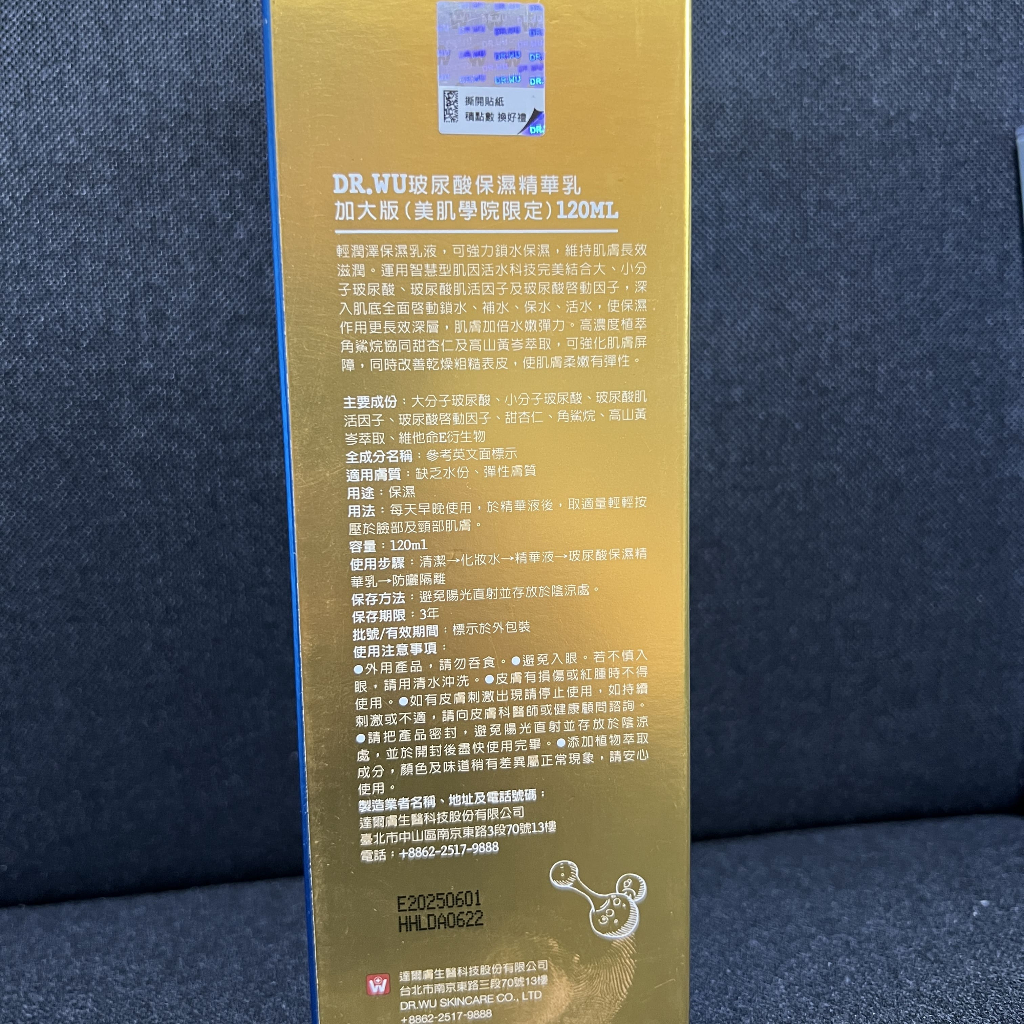 撕開貼紙
積點數 換好禮
DR.WU玻尿酸保濕精華乳
加大版(美肌學院限定)120ML
輕潤澤保濕乳液，可強力鎖水保濕，維持肌膚長效
滋潤。運用智慧型肌因活水科技完美結合大、小分
子玻尿酸、玻尿酸肌活因子及玻尿酸啓動因子，深
入肌底全面啓動鎖水、補水、保水、活水，使保濕
作用更長效深層，肌膚加倍水嫩彈力。高濃度植萃
角鯊烷協同甜杏仁及高山黃岑萃取，可強化肌膚屏
障，同時改善乾燥粗糙表皮，使肌膚柔嫩有彈性。
主要成份：大分子玻尿酸、小分子玻尿酸、玻尿酸肌
活因子、玻尿酸啓動因子、甜杏仁、角鯊烷、高山黃
岑萃取、維他命E衍生物
全成分名稱：參考英文面標示
適用膚質：缺乏水份、彈性膚質
用途：保濕
用法：每天早晚使用，於精華液後，取適量輕輕按
壓於臉部及頸部肌膚。
容量：120ml
使用步驟：清潔→化妝水→精華液→玻尿酸保濕精
華乳→防曬隔離
保存方法：避免陽光直射並存放於陰涼處。
保存期限：3年
批號/有效期間：標示於外包裝
使用注意事項：
●外用產品，請勿吞食。●避免入眼。若不慎入
眼，請用清水沖洗。●皮膚有損傷或紅腫時不得
使用。●如有皮膚刺激出現請停止使用，如持續
刺激或不適，請向皮膚科醫師或健康顧問諮詢。
●請把產品密封，避免陽光直射並存放於陰涼
處，並於開封後盡快使用完畢。●添加植物萃取
成分，顏色及味道稍有差異屬正常現象，請安心
使用。
製造業者名稱、地址及電話號碼：
達爾膚生醫科技股份有限公司
臺北市中山區南京東路3段70號13樓
電話：+8862-2517-9888
E20250601
HHLDA0622
達爾膚生醫科技股份有限公司
台北市南京東路三段70號13樓
DR.WU SKINCARE CO., LTD
+8862-2517-9888